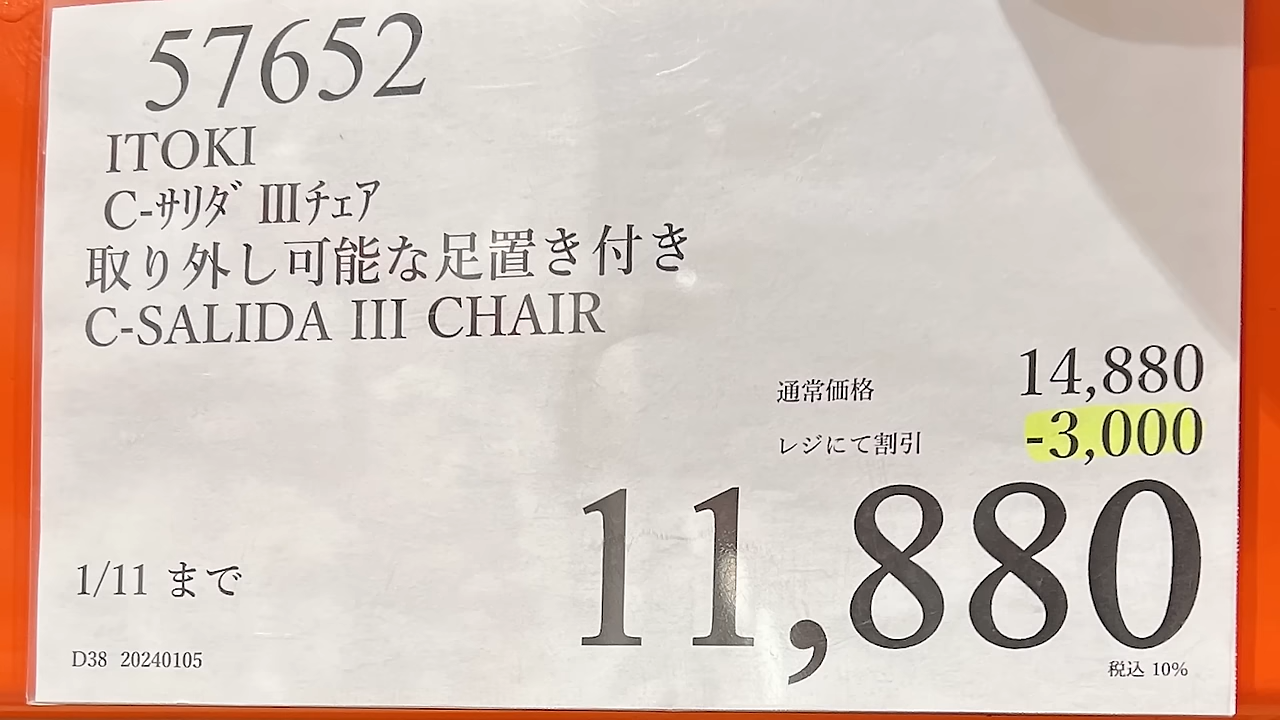 57652
ITOKI
C-ｻﾘﾀﾞ IIIﾁｪｱ
取り外し可能な足置き付き
C-SALIDA III CHAIR
通常価格 14,880
レジにて割引 -3,000
11,880
1/11 まで
D38 20240105
税込 10%